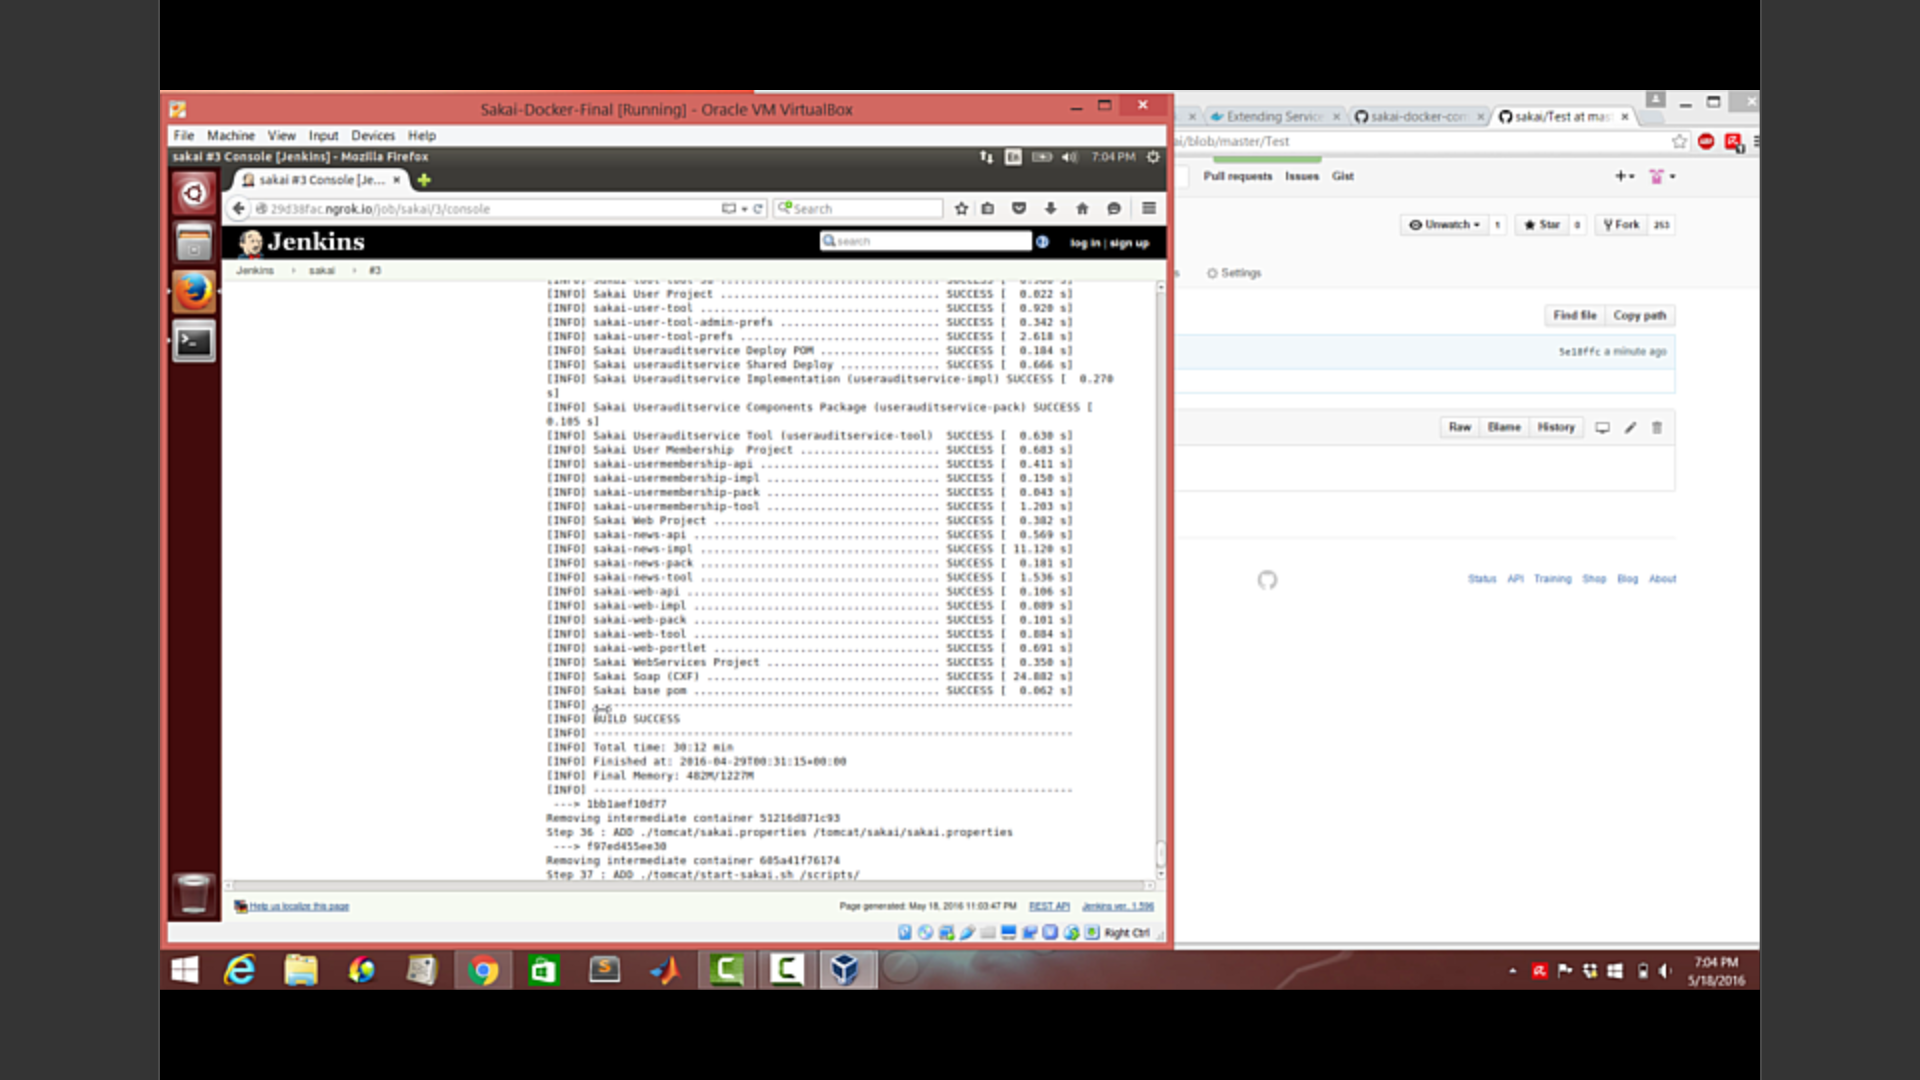 Sakai-Docker-Final [Running] - Oracle VM VirtualBox
File Machine View Input Devices Help
sakai #3 Console [Jenkins] - Mozilla Firefox
7:04 PM
sakai #3 Console [Je...
29d38fac.ngrok.io/job/sakai/3/console
Search
Jenkins
search
log in | sign up
Jenkins › sakai › #3
[INFO] Sakai User Project ................................. SUCCESS [ 0.022 s]
[INFO] sakai-user-tool .................................... SUCCESS [ 0.920 s]
[INFO] sakai-user-tool-admin-prefs ........................ SUCCESS [ 0.342 s]
[INFO] sakai-user-tool-prefs .............................. SUCCESS [ 2.618 s]
[INFO] Sakai Userauditservice Deploy POM .................. SUCCESS [ 0.184 s]
[INFO] Sakai userauditservice Shared Deploy ............... SUCCESS [ 0.666 s]
[INFO] Sakai Userauditservice Implementation (userauditservice-impl) SUCCESS [ 0.270
s]
[INFO] Sakai Userauditservice Components Package (userauditservice-pack) SUCCESS [
0.105 s]
[INFO] Sakai Userauditservice Tool (userauditservice-tool) SUCCESS [ 0.630 s]
[INFO] Sakai User Membership Project ...................... SUCCESS [ 0.683 s]
[INFO] sakai-usermembership-api ........................... SUCCESS [ 0.411 s]
[INFO] sakai-usermembership-impl .......................... SUCCESS [ 0.150 s]
[INFO] sakai-usermembership-pack .......................... SUCCESS [ 0.043 s]
[INFO] sakai-usermembership-tool .......................... SUCCESS [ 1.203 s]
[INFO] Sakai Web Project .................................. SUCCESS [ 0.382 s]
[INFO] sakai-news-api ..................................... SUCCESS [ 0.569 s]
[INFO] sakai-news-impl .................................... SUCCESS [ 11.120 s]
[INFO] sakai-news-pack .................................... SUCCESS [ 0.181 s]
[INFO] sakai-news-tool .................................... SUCCESS [ 1.536 s]
[INFO] sakai-web-api ...................................... SUCCESS [ 0.106 s]
[INFO] sakai-web-impl ..................................... SUCCESS [ 0.089 s]
[INFO] sakai-web-pack ..................................... SUCCESS [ 0.101 s]
[INFO] sakai-web-tool ..................................... SUCCESS [ 0.884 s]
[INFO] sakai-web-portlet .................................. SUCCESS [ 0.691 s]
[INFO] Sakai WebServices Project .......................... SUCCESS [ 0.350 s]
[INFO] Sakai Soap (CXF) ................................... SUCCESS [ 24.882 s]
[INFO] Sakai base pom ..................................... SUCCESS [ 0.062 s]
[INFO] ------------------------------------------------------------------------
[INFO] BUILD SUCCESS
[INFO] ------------------------------------------------------------------------
[INFO] Total time: 30:12 min
[INFO] Finished at: 2016-04-29T00:31:15+00:00
[INFO] Final Memory: 482M/1227M
[INFO] ------------------------------------------------------------------------
---> 1bb1aef10d77
Removing intermediate container 51216d871c93
Step 36 : ADD ./tomcat/sakai.properties /tomcat/sakai/sakai.properties
---> f97ed455ee30
Removing intermediate container 605a41f76174
Step 37 : ADD ./tomcat/start-sakai.sh /scripts/
Help us localize this page
Page generated: May 18, 2016 11:03:47 PM REST API Jenkins ver. 1.596
Right Ctrl
Extending Service
sakai-docker-com
sakai/Test at mas
ai/blob/master/Test
Pull requests Issues Gist
Unwatch 1 Star 0 Fork 253
Settings
Find file Copy path
5e18ffc a minute ago
Raw Blame History
Status API Training Shop Blog About
7:04 PM
5/18/2016